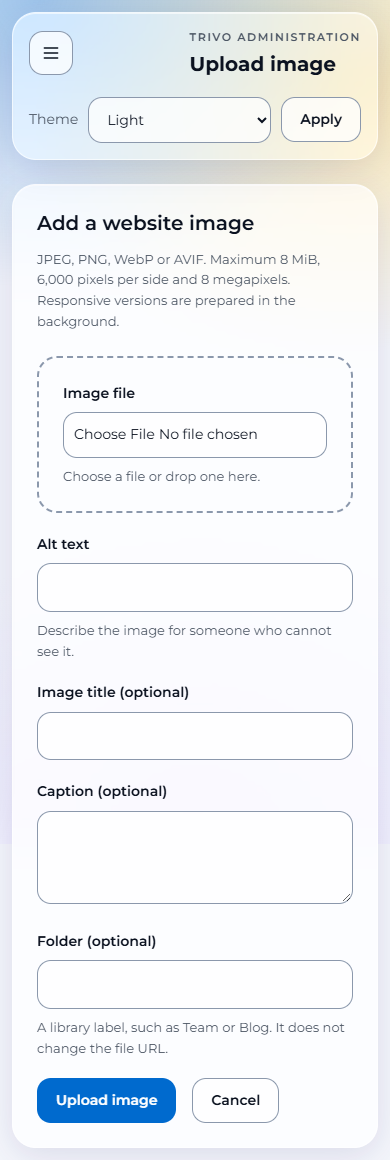 TRIVO ADMINISTRATION
Upload image
Theme
Light
Apply
Add a website image
JPEG, PNG, WebP or AVIF. Maximum 8 MiB,
6,000 pixels per side and 8 megapixels.
Responsive versions are prepared in the
background.
Image file
Choose File No file chosen
Choose a file or drop one here.
Alt text
Describe the image for someone who cannot
see it.
Image title (optional)
Caption (optional)
Folder (optional)
A library label, such as Team or Blog. It does not
change the file URL.
Upload image
Cancel